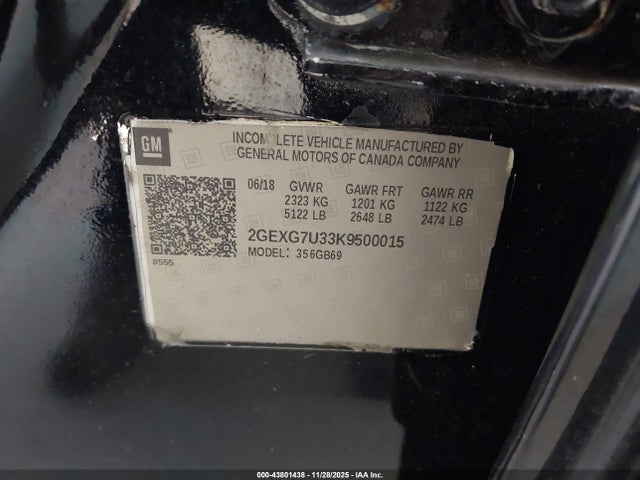 GM
INCOMPLETE VEHICLE MANUFACTURED BY
GENERAL MOTORS OF CANADA COMPANY
06/18 GVWR GAWR FRT GAWR RR
2323 KG 1201 KG 1122 KG
5122 LB 2648 LB 2474 LB
2GEXG7U33K9500015
MODEL: 356GB69
8555
000-43801438 - 11/28/2025 - IAA Inc.